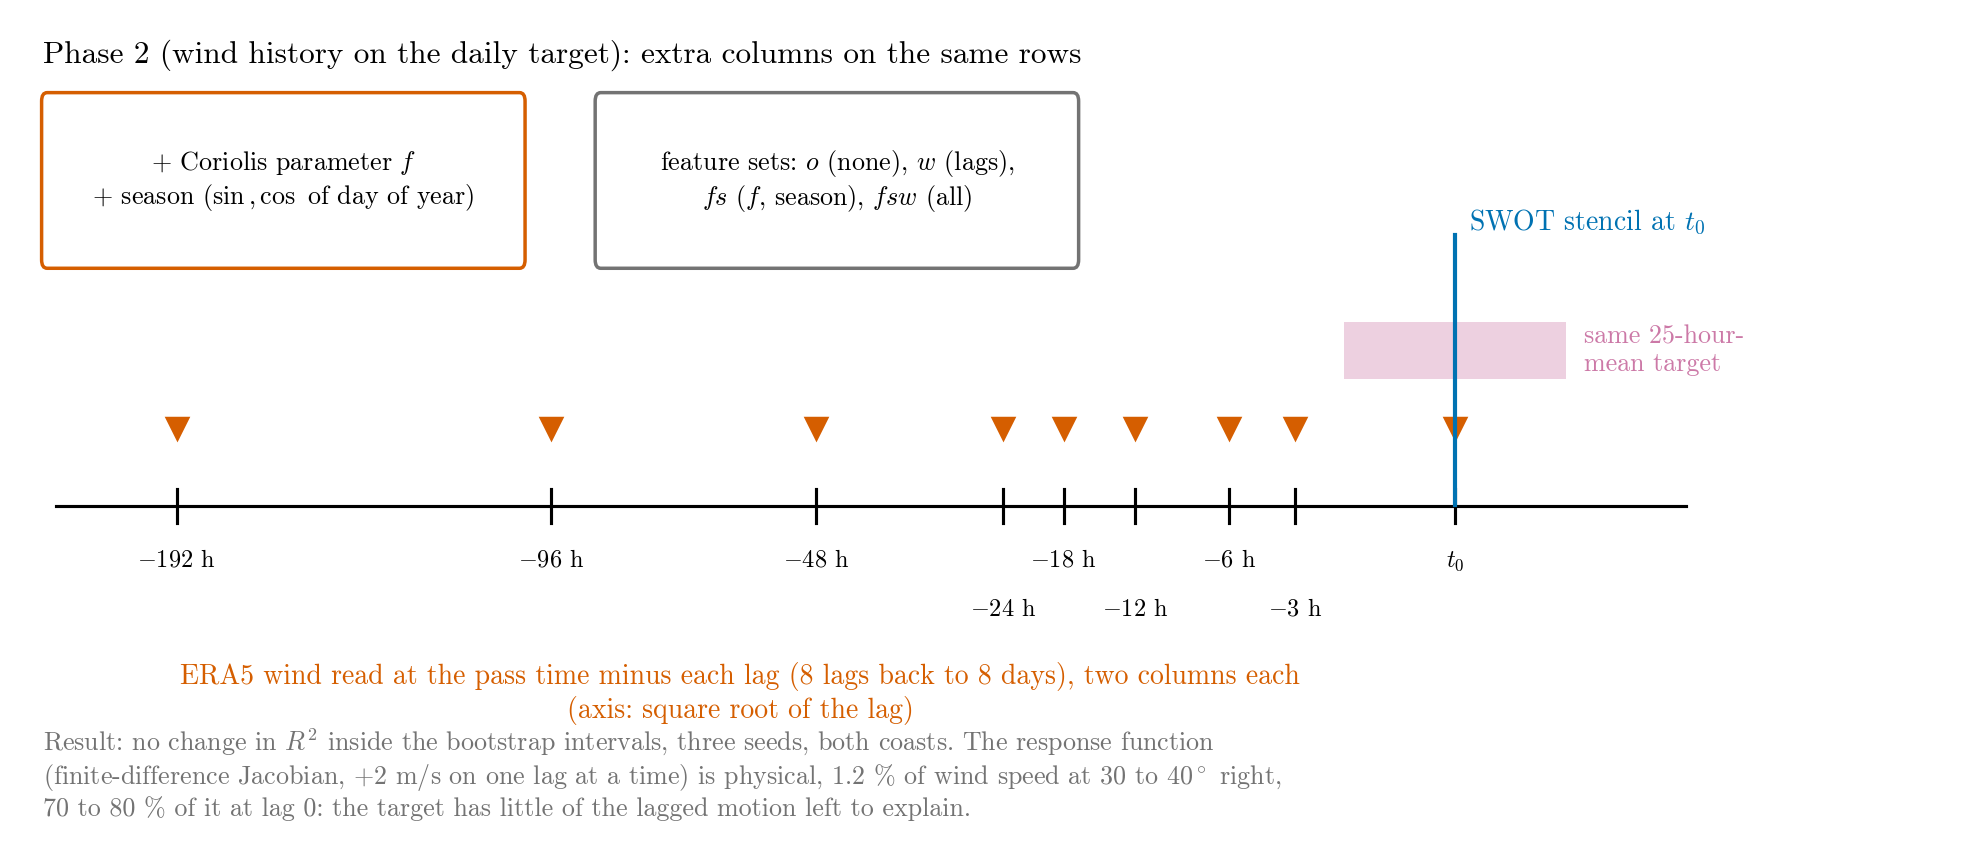 Phase 2 (wind history on the daily target): extra columns on the same rows
+ Coriolis parameter f
+ season (sin, cos of day of year)
feature sets: o (none), w (lags),
fs (f, season), fsw (all)
SWOT stencil at t₀
same 25-hour-
mean target
−192 h
−96 h
−48 h
−24 h
−18 h
−12 h
−6 h
−3 h
t₀
ERA5 wind read at the pass time minus each lag (8 lags back to 8 days), two columns each
(axis: square root of the lag)
Result: no change in R² inside the bootstrap intervals, three seeds, both coasts. The response function
(finite-difference Jacobian, +2 m/s on one lag at a time) is physical, 1.2 % of wind speed at 30 to 40° right,
70 to 80 % of it at lag 0: the target has little of the lagged motion left to explain.